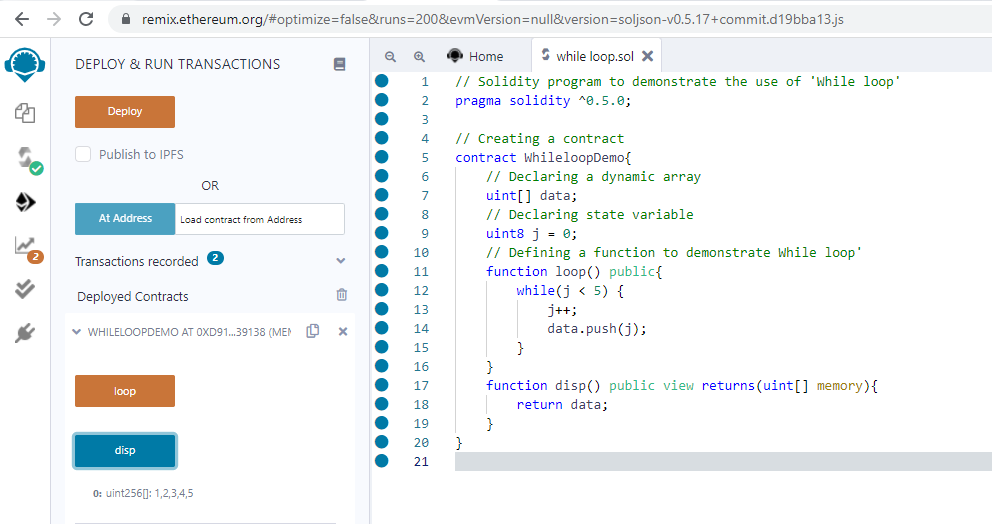 remix.ethereum.org/#optimize=false&runs=200&evmVersion=null&version=soljson-v0.5.17+commit.d19bba13.js
DEPLOY & RUN TRANSACTIONS
Deploy
Publish to IPFS
OR
At Address Load contract from Address
Transactions recorded 2
Deployed Contracts
WHILELOOPDEMO AT 0XD91...39138 (MEM
loop
disp
0: uint256[]: 1,2,3,4,5
2
Home while loop.sol
1 // Solidity program to demonstrate the use of 'While loop'
2 pragma solidity ^0.5.0;
3
4 // Creating a contract
5 contract WhileloopDemo{
6 // Declaring a dynamic array
7 uint[] data;
8 // Declaring state variable
9 uint8 j = 0;
10 // Defining a function to demonstrate While loop'
11 function loop() public{
12 while(j < 5) {
13 j++;
14 data.push(j);
15 }
16 }
17 function disp() public view returns(uint[] memory){
18 return data;
19 }
20 }
21